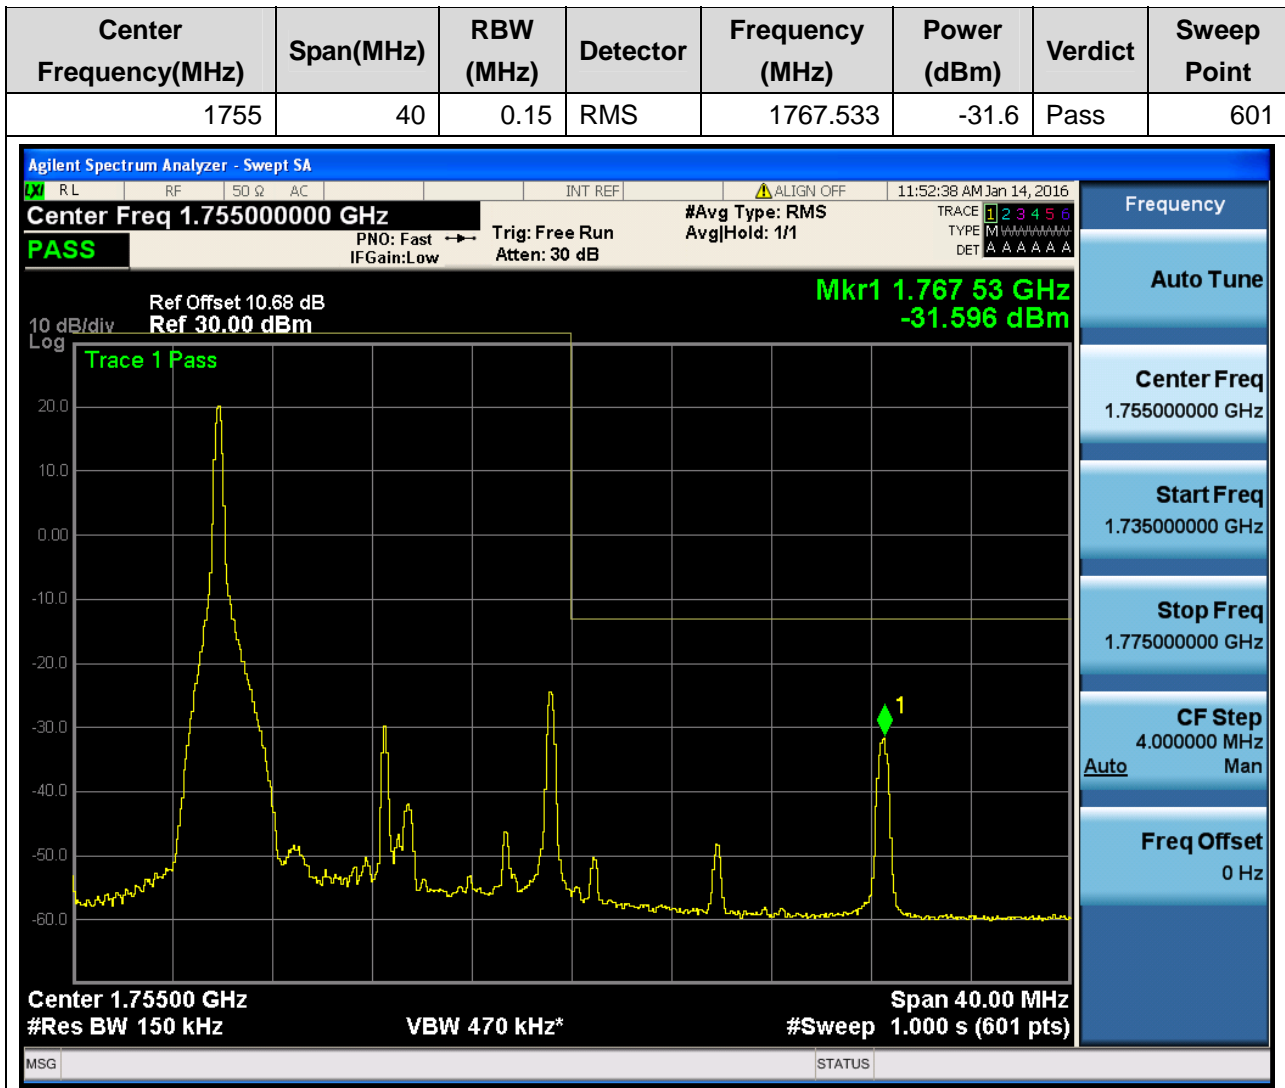 Center Frequency(MHz) Span(MHz) RBW (MHz) Detector Frequency (MHz) Power (dBm) Verdict Sweep Point
1755 40 0.15 RMS 1767.533 -31.6 Pass 601
Agilent Spectrum Analyzer - Swept SA
LXI RL RF 50 Ω AC INT REF ALIGN OFF 11:52:38 AM Jan 14, 2016
Center Freq 1.755000000 GHz
PASS
PNO: Fast
IFGain:Low
Trig: Free Run
Atten: 30 dB
#Avg Type: RMS
Avg|Hold: 1/1
TRACE 1 2 3 4 5 6
TYPE M
DET A A A A A A
Mkr1 1.767 53 GHz
-31.596 dBm
Ref Offset 10.68 dB
10 dB/div Ref 30.00 dBm
Log
Trace 1 Pass
20.0
10.0
0.00
-10.0
-20.0
-30.0
-40.0
-50.0
-60.0
1
Center 1.75500 GHz Span 40.00 MHz
#Res BW 150 kHz VBW 470 kHz* #Sweep 1.000 s (601 pts)
MSG STATUS
Frequency
Auto Tune
Center Freq
1.755000000 GHz
Start Freq
1.735000000 GHz
Stop Freq
1.775000000 GHz
CF Step
4.000000 MHz
Auto Man
Freq Offset
0 Hz